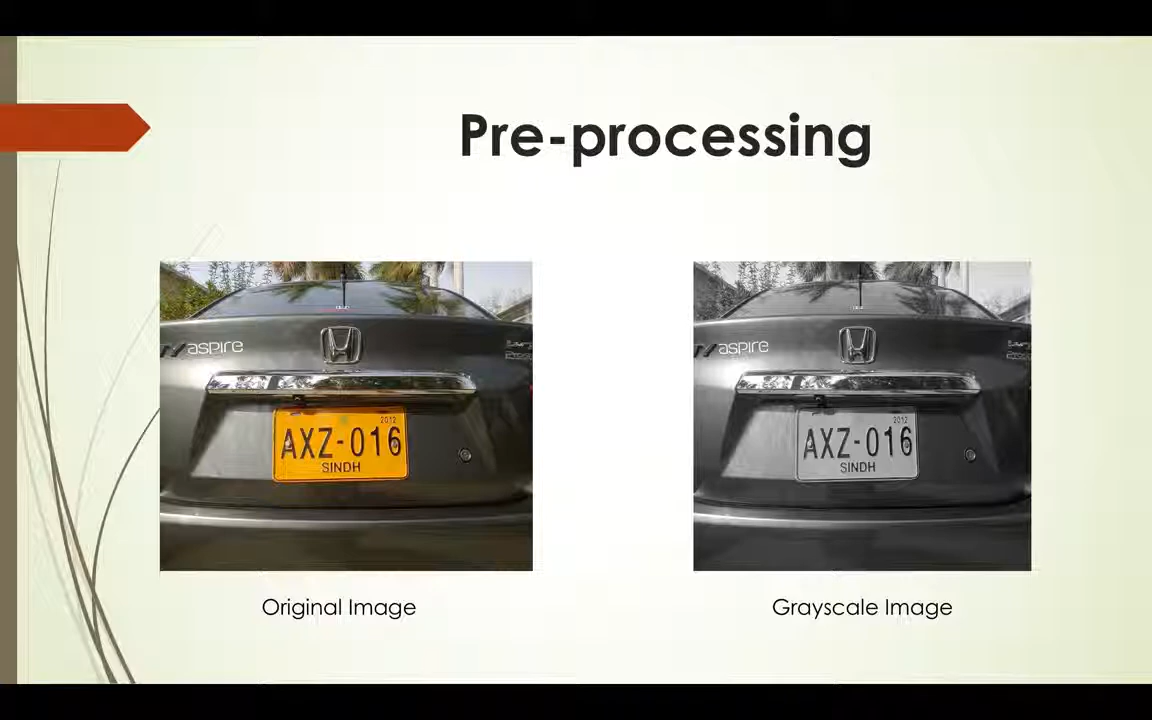 Pre-processing
aspire
2012
AXZ-016
SINDH
aspire
2012
AXZ-016
SINDH
Original Image
Grayscale Image